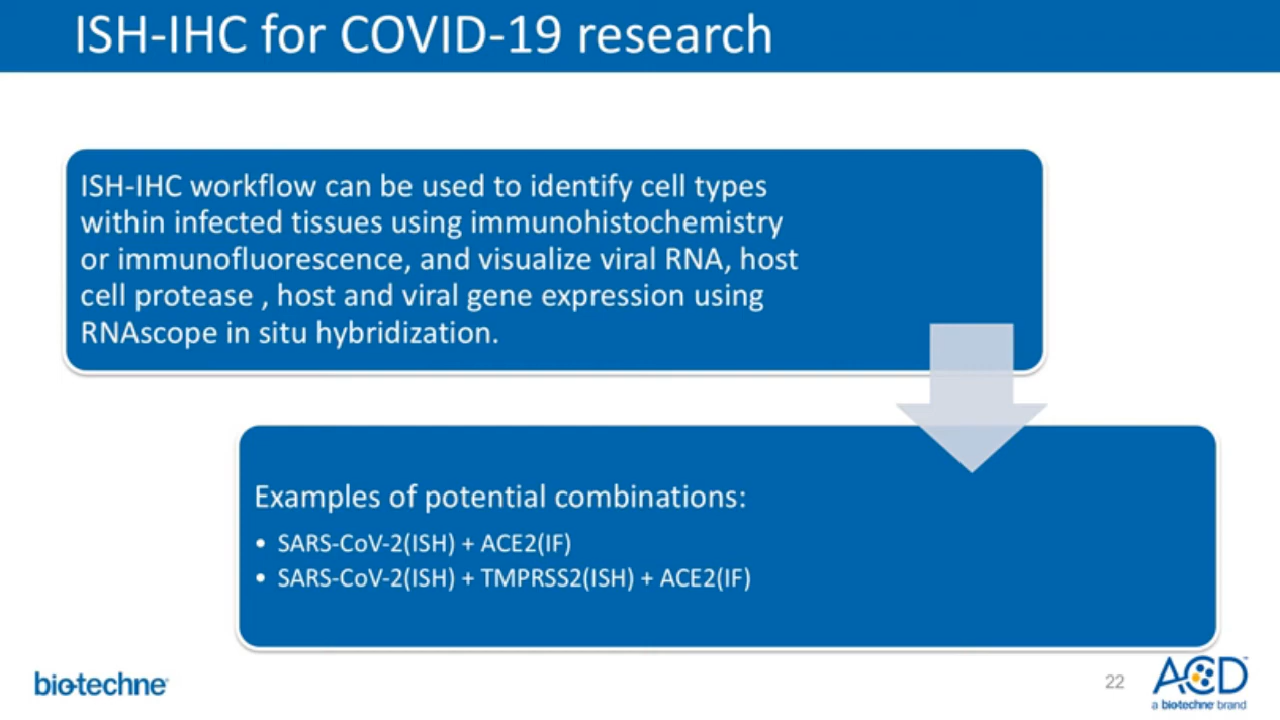 ISH-IHC for COVID-19 research
ISH-IHC workflow can be used to identify cell types
within infected tissues using immunohistochemistry
or immunofluorescence, and visualize viral RNA, host
cell protease , host and viral gene expression using
RNAscope in situ hybridization.
Examples of potential combinations:
• SARS-CoV-2(ISH) + ACE2(IF)
• SARS-CoV-2(ISH) + TMPRSS2(ISH) + ACE2(IF)
bio-techne
22
ACD
a biotechne brand